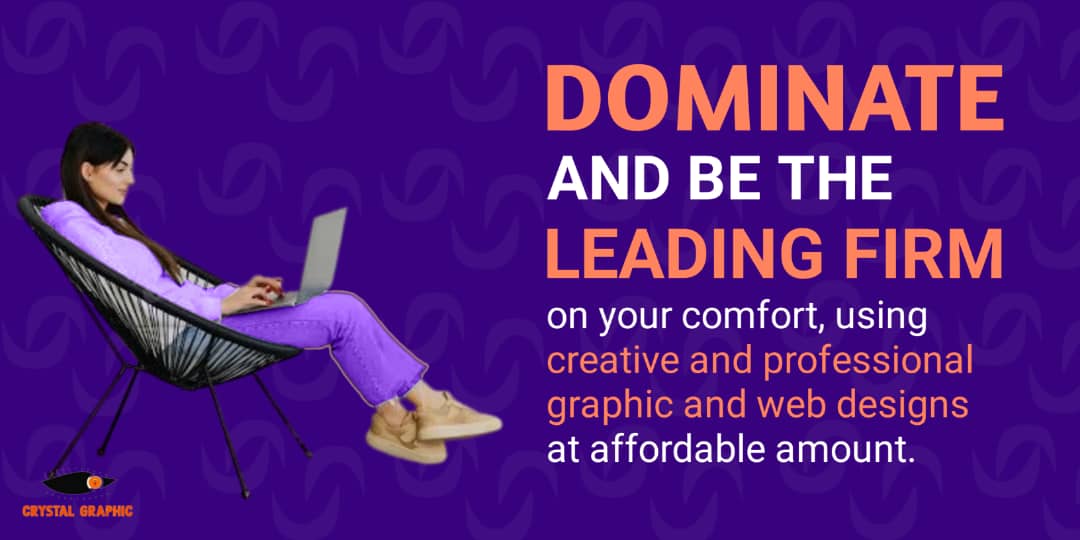 DOMINATE
AND BE THE
LEADING FIRM
on your comfort, using
creative and professional
graphic and web designs
at affordable amount.
CRYSTAL GRAPHIC